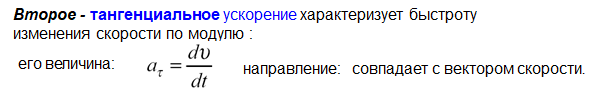 Второе - тангенциальное ускорение характеризует быстроту
изменения скорости по модулю :
его величина: aτ = dυ/dt направление: совпадает с вектором скорости.